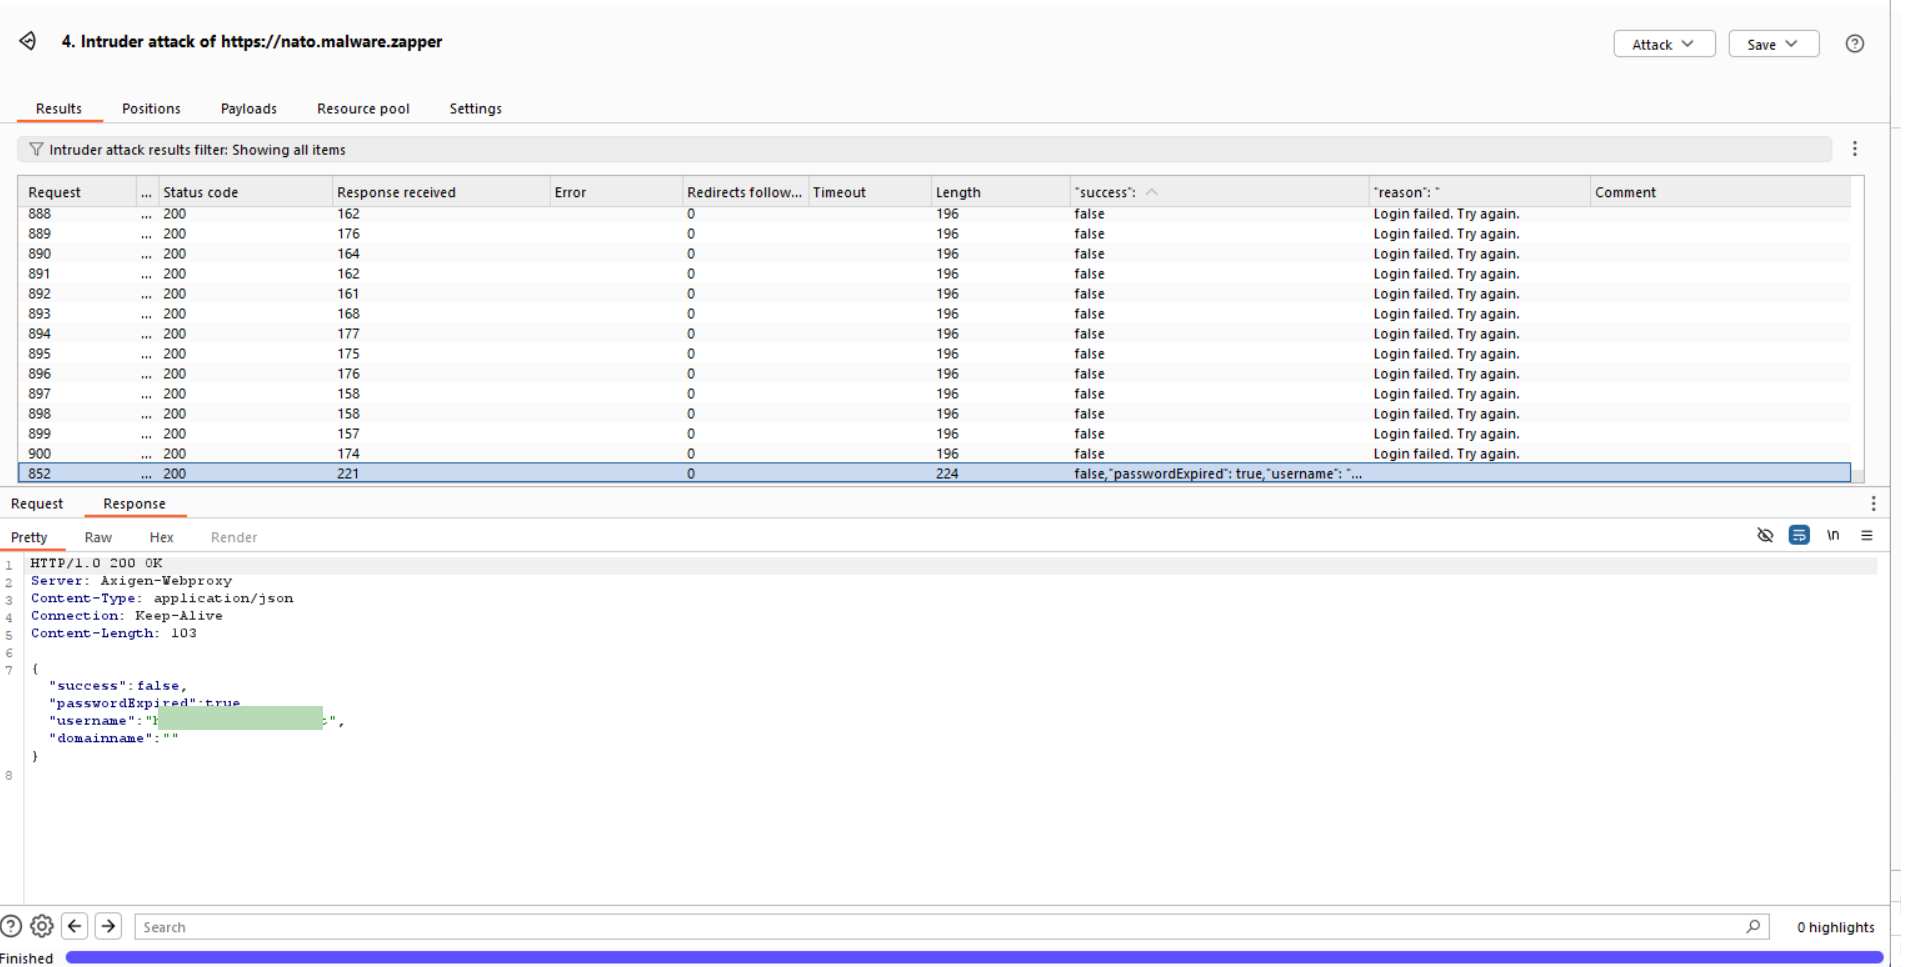 4. Intruder attack of https://nato.malware.zapper
Attack
Save
Results Positions Payloads Resource pool Settings
Intruder attack results filter: Showing all items
Request ... Status code Response received Error Redirects follow... Timeout Length "success": "reason": " Comment
888 ... 200 162 0 196 false Login failed. Try again.
889 ... 200 176 0 196 false Login failed. Try again.
890 ... 200 164 0 196 false Login failed. Try again.
891 ... 200 162 0 196 false Login failed. Try again.
892 ... 200 161 0 196 false Login failed. Try again.
893 ... 200 168 0 196 false Login failed. Try again.
894 ... 200 177 0 196 false Login failed. Try again.
895 ... 200 175 0 196 false Login failed. Try again.
896 ... 200 176 0 196 false Login failed. Try again.
897 ... 200 158 0 196 false Login failed. Try again.
898 ... 200 158 0 196 false Login failed. Try again.
899 ... 200 157 0 196 false Login failed. Try again.
900 ... 200 174 0 196 false Login failed. Try again.
852 ... 200 221 0 224 false,"passwordExpired": true,"username": "...
Request Response
Pretty Raw Hex Render \n
1 HTTP/1.0 200 OK
2 Server: Axigen-Webproxy
3 Content-Type: application/json
4 Connection: Keep-Alive
5 Content-Length: 103
6
7 {
"success":false,
"passwordExpired":true
"username":" ",
"domainname":""
}
8
Search
0 highlights
Finished